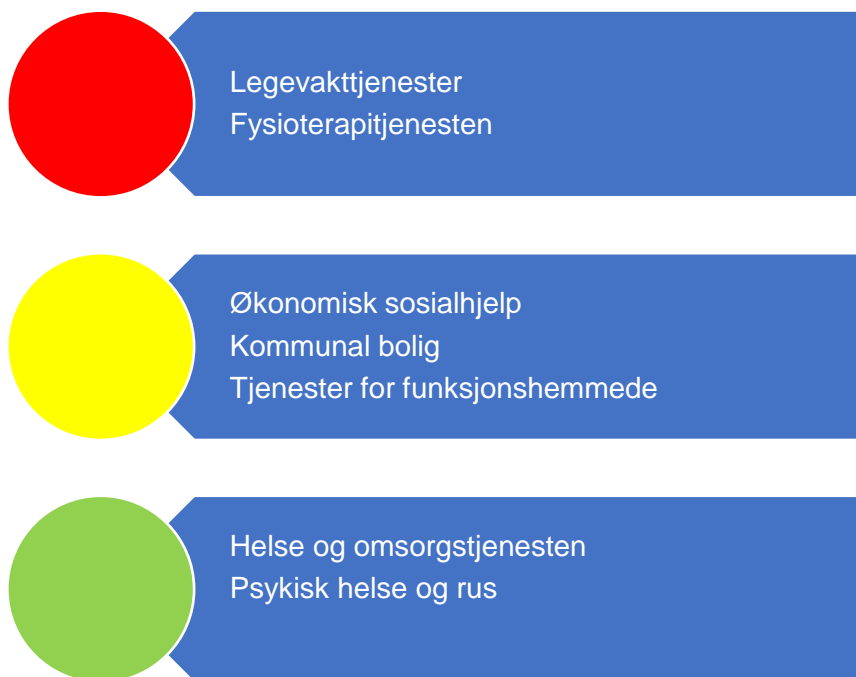 Legevakttjenester
Fysioterapitjenesten
Økonomisk sosialhjelp
Kommunal bolig
Tjenester for funksjonshemmede
Helse og omsorgstjenesten
Psykisk helse og rus